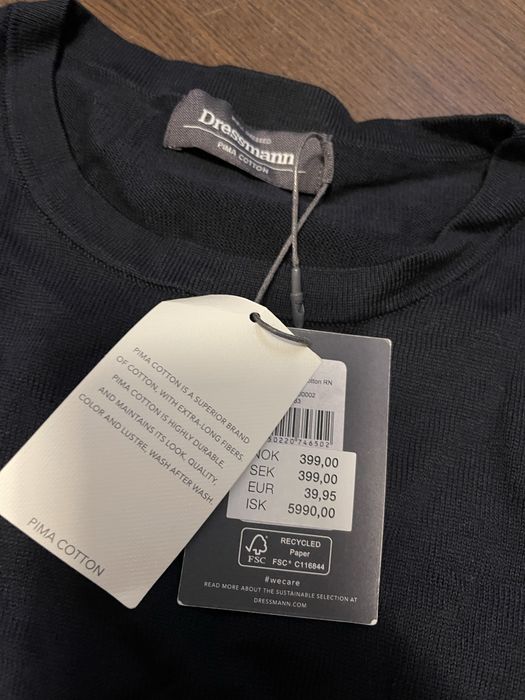 Dressmann
PIMA COTTON
PIMA COTTON IS A SUPERIOR BRAND
OF COTTON, WITH EXTRA-LONG FIBERS.
PIMA COTTON IS HIGHLY DURABLE,
AND MAINTAINS ITS LOOK, QUALITY,
COLOR AND LUSTRE, WASH AFTER WASH.
PIMA COTTON
RN
NOK 399,00
SEK 399,00
EUR 39,95
ISK 5990,00
FSC
RECYCLED
Paper
FSC® C116844
#wecare
READ MORE ABOUT THE SUSTAINABLE SELECTION AT
DRESSMANN.COM